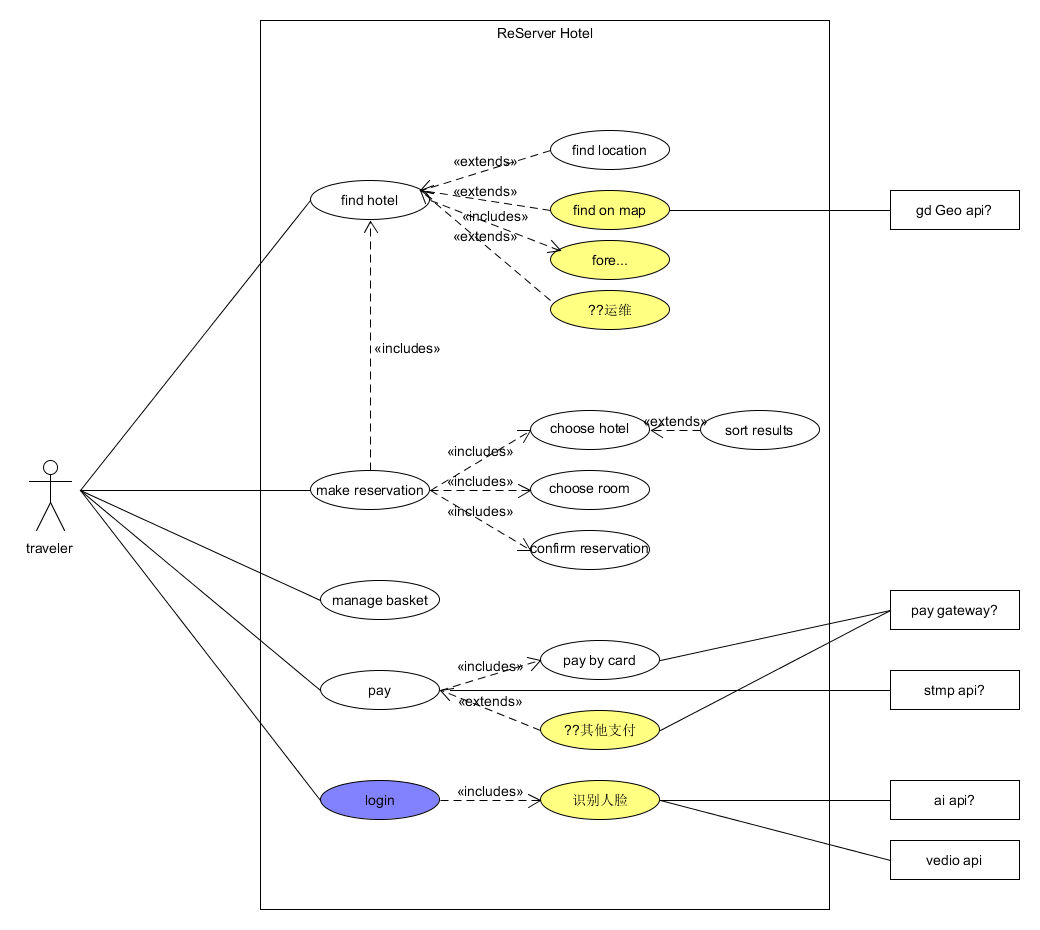 ReServer Hotel
find location
«extends»
find hotel
«extends»
find on map
gd Geo api?
«includes»
«extends»
fore...
??运维
«includes»
choose hotel
«extends»
sort results
«includes»
make reservation
«includes»
choose room
«includes»
confirm reservation
traveler
manage basket
pay gateway?
«includes»
pay by card
pay
stmp api?
«extends»
??其他支付
login
«includes»
识别人脸
ai api?
vedio api